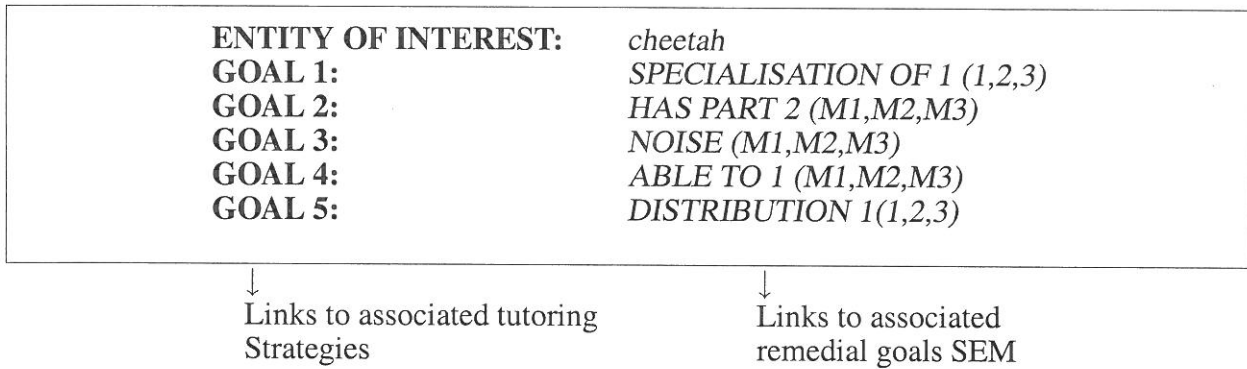 ENTITY OF INTEREST: cheetah
GOAL 1: SPECIALISATION OF 1 (1,2,3)
GOAL 2: HAS PART 2 (M1,M2,M3)
GOAL 3: NOISE (M1,M2,M3)
GOAL 4: ABLE TO 1 (M1,M2,M3)
GOAL 5: DISTRIBUTION 1(1,2,3)
↓ ↓
Links to associated tutoring Links to associated
Strategies remedial goals SEM